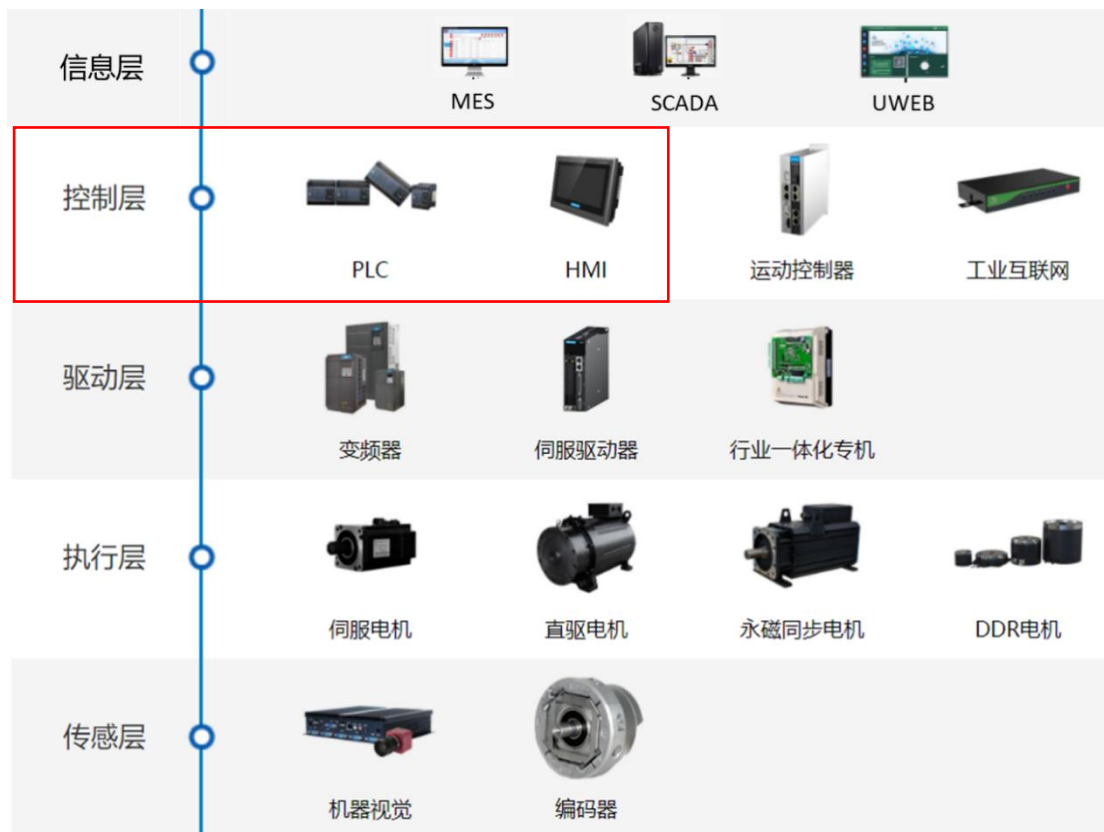 信息层
MES
SCADA
UWEB
控制层
PLC
HMI
运动控制器
工业互联网
驱动层
变频器
伺服驱动器
行业一体化专机
执行层
伺服电机
直驱电机
永磁同步电机
DDR电机
传感层
机器视觉
编码器